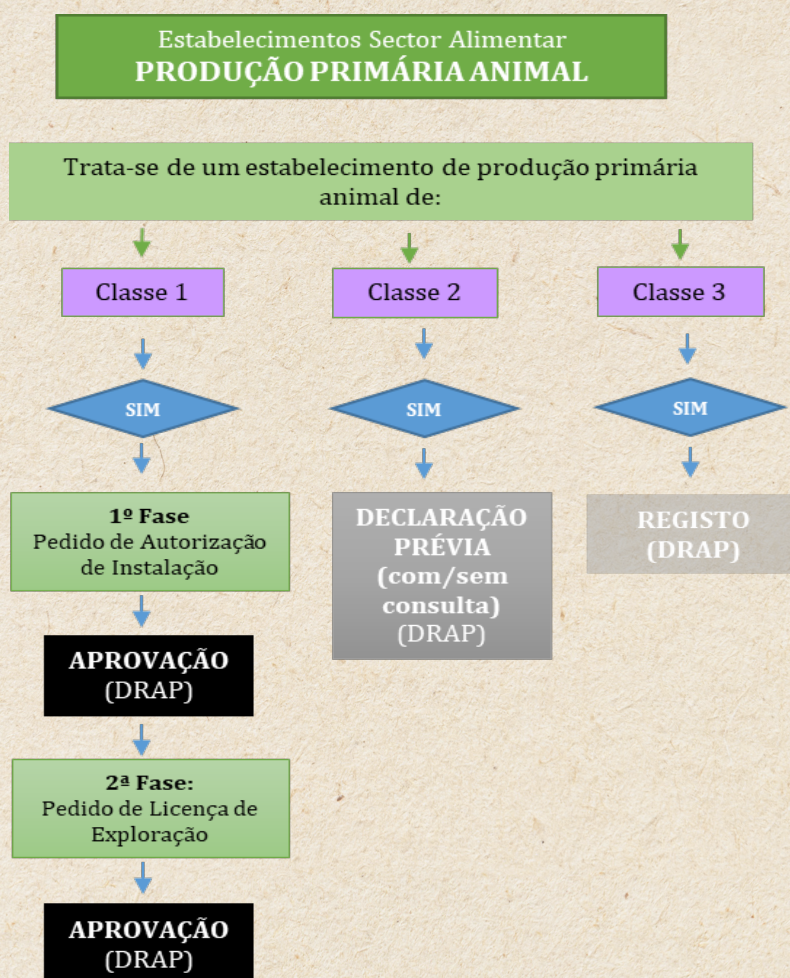 Estabelecimentos Sector Alimentar
PRODUÇÃO PRIMÁRIA ANIMAL
Trata-se de um estabelecimento de produção primária
animal de:
Classe 1
Classe 2
Classe 3
SIM
SIM
SIM
1º Fase
Pedido de Autorização
de Instalação
DECLARAÇÃO
PRÉVIA
(com/sem
consulta)
(DRAP)
REGISTO
(DRAP)
APROVAÇÃO
(DRAP)
2ª Fase:
Pedido de Licença de
Exploração
APROVAÇÃO
(DRAP)